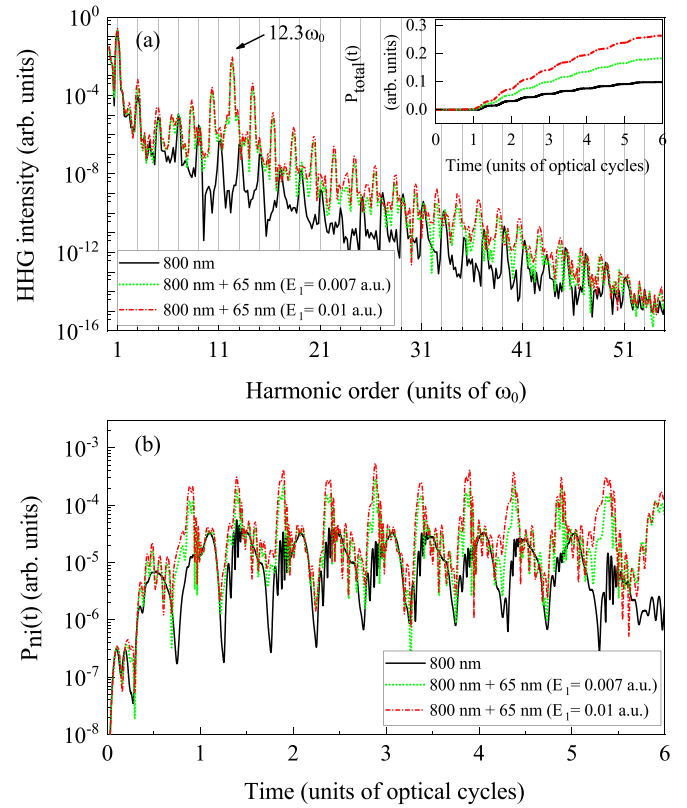 (a)
12.3ω0
HHG intensity (arb. units)
10^0
10^-4
10^-8
10^-12
10^-16
Ptotal(t)
(arb. units)
0.3
0.2
0.1
0.0
0 1 2 3 4 5 6
Time (units of optical cycles)
800 nm
800 nm + 65 nm (E1= 0.007 a.u.)
800 nm + 65 nm (E1= 0.01 a.u.)
1 11 21 31 41 51
Harmonic order (units of ω0)
(b)
Pni(t) (arb. units)
10^-3
10^-4
10^-5
10^-6
10^-7
10^-8
800 nm
800 nm + 65 nm (E1= 0.007 a.u.)
800 nm + 65 nm (E1= 0.01 a.u.)
0 1 2 3 4 5 6
Time (units of optical cycles)